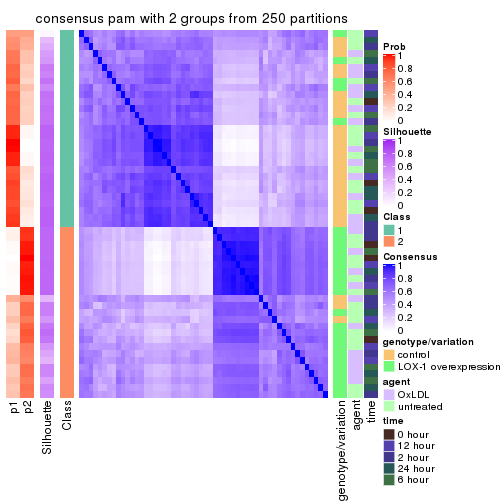 consensus pam with 2 groups from 250 partitions
Prob
1
0.8
0.6
0.4
0.2
0
Silhouette
1
0.8
0.6
0.4
0.2
0
Class
1
2
Consensus
1
0.8
0.6
0.4
0.2
0
genotype/variation
control
LOX-1 overexpression
agent
OxLDL
untreated
time
0 hour
12 hour
2 hour
24 hour
6 hour
p1
p2
Silhouette
Class
genotype/variation
agent
time